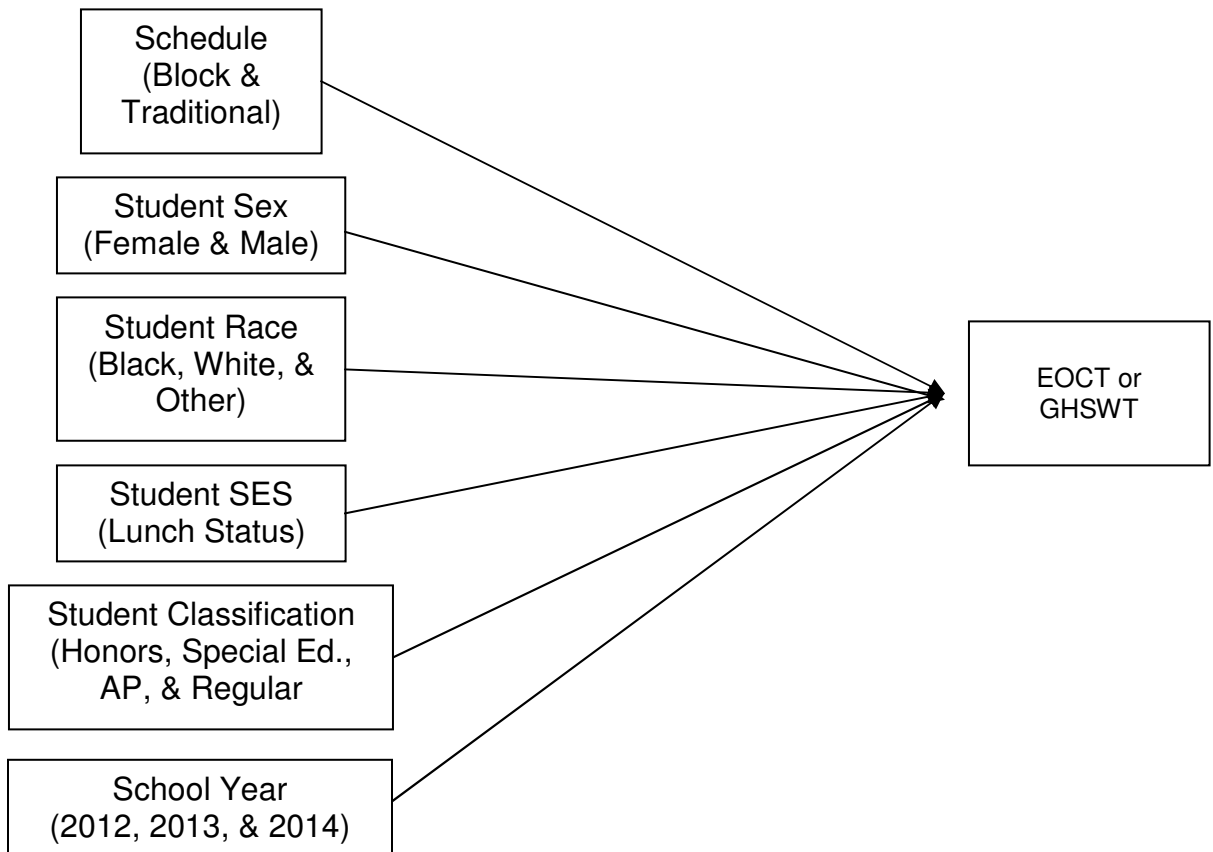 Schedule
(Block &
Traditional)
Student Sex
(Female & Male)
Student Race
(Black, White, &
Other)
Student SES
(Lunch Status)
Student Classification
(Honors, Special Ed.,
AP, & Regular
School Year
(2012, 2013, & 2014)
EOCT or
GHSWT